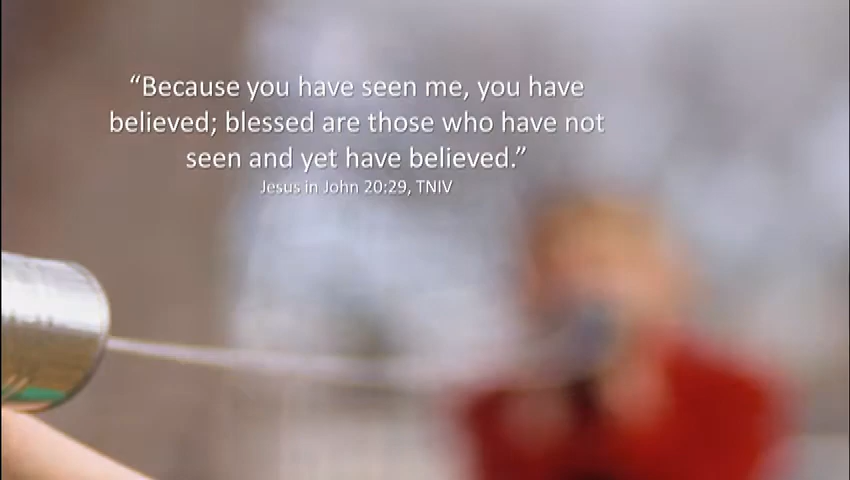 “Because you have seen me, you have
believed; blessed are those who have not
seen and yet have believed.”
Jesus in John 20:29, TNIV